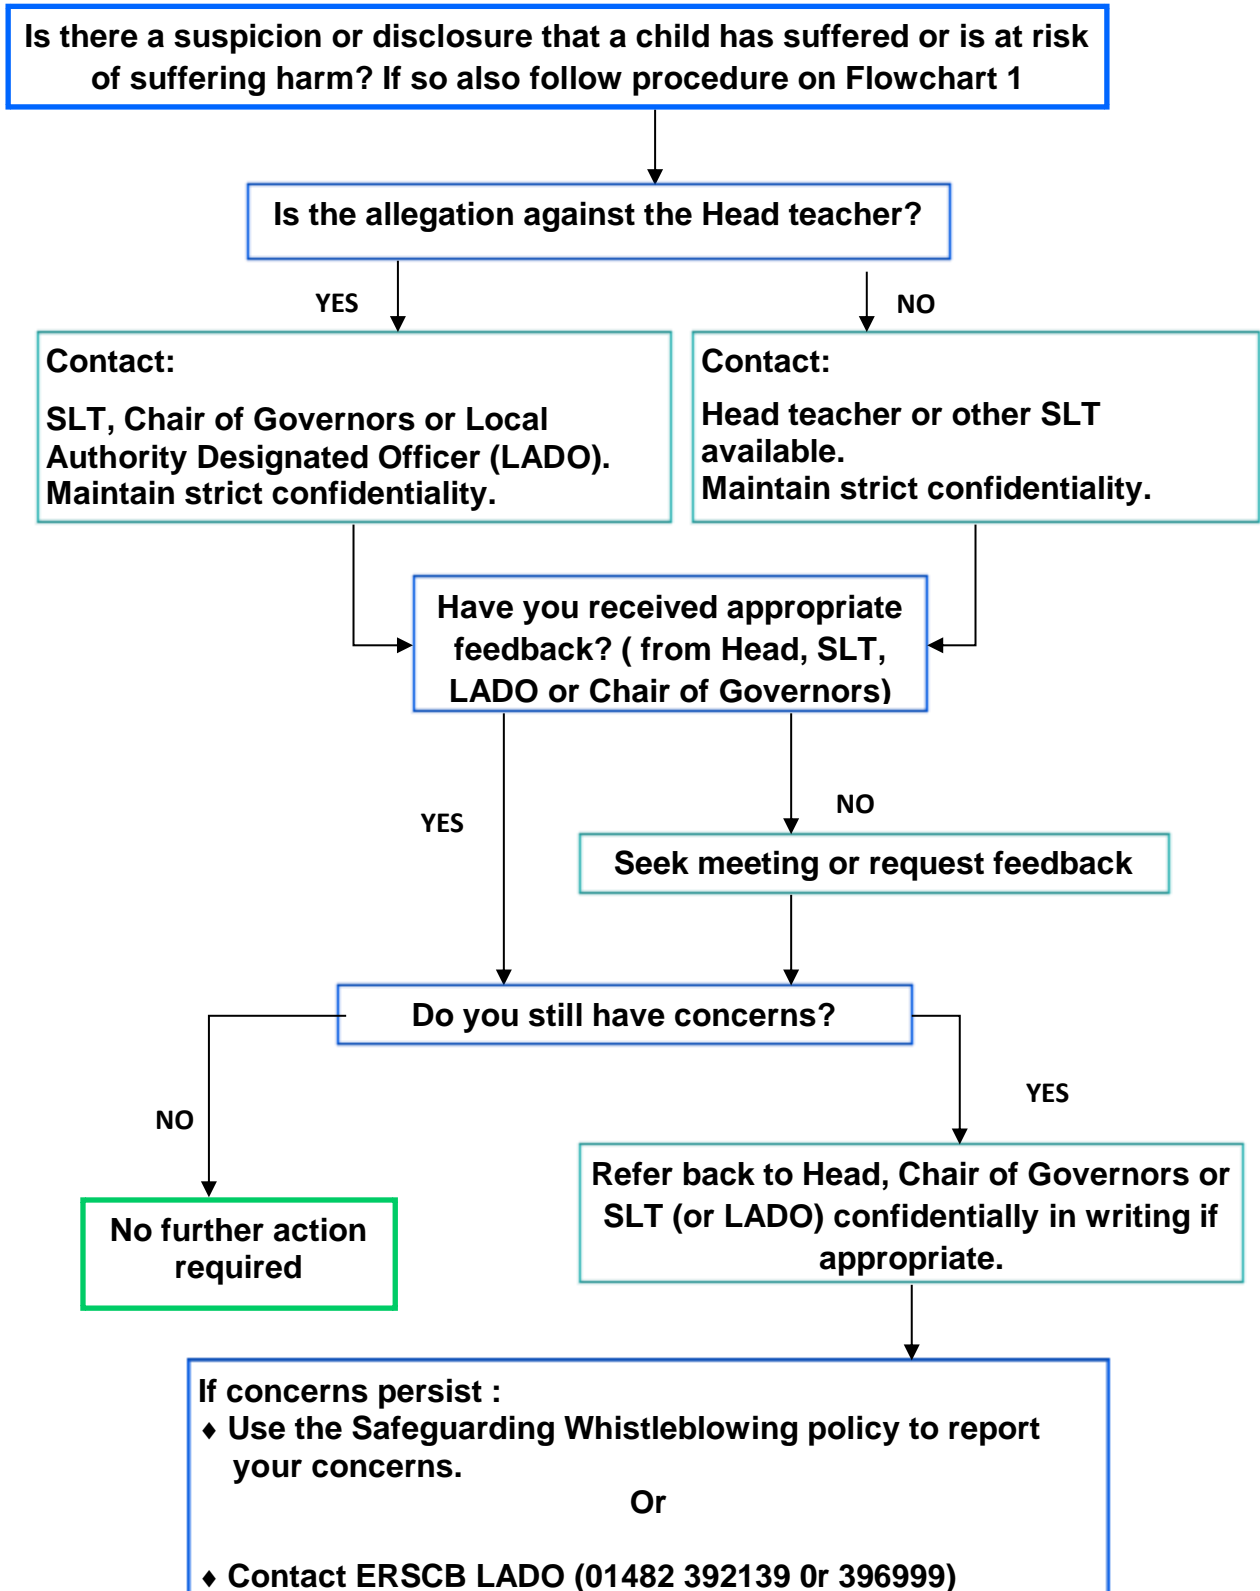 Is there a suspicion or disclosure that a child has suffered or is at risk
of suffering harm? If so also follow procedure on Flowchart 1
Is the allegation against the Head teacher?
YES
NO
Contact:
SLT, Chair of Governors or Local
Authority Designated Officer (LADO).
Maintain strict confidentiality.
Contact:
Head teacher or other SLT
available.
Maintain strict confidentiality.
Have you received appropriate
feedback? ( from Head, SLT,
LADO or Chair of Governors)
YES
NO
Seek meeting or request feedback
Do you still have concerns?
NO
YES
No further action
required
Refer back to Head, Chair of Governors or
SLT (or LADO) confidentially in writing if
appropriate.
If concerns persist :
♦ Use the Safeguarding Whistleblowing policy to report
your concerns.
Or
♦ Contact ERSCB LADO (01482 392139 0r 396999)